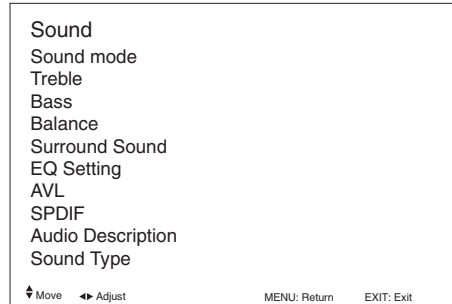 Sound
Sound mode
Treble
Bass
Balance
Surround Sound
EQ Setting
AVL
SPDIF
Audio Description
Sound Type
Move Adjust MENU: Return EXIT: Exit